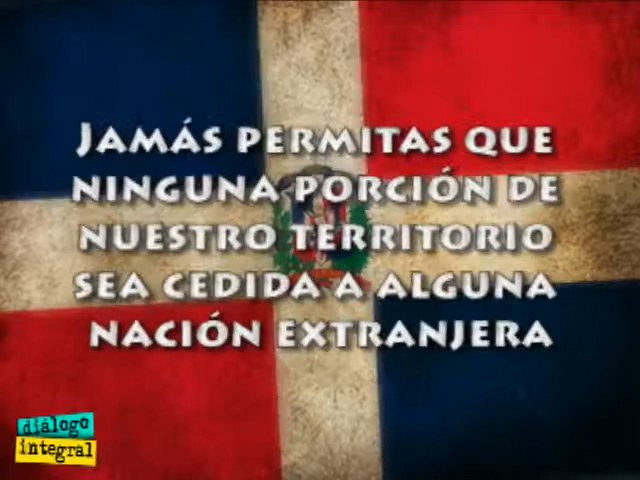 JAMÁS PERMITAS QUE
NINGUNA PORCIÓN DE
NUESTRO TERRITORIO
SEA CEDIDA A ALGUNA
NACIÓN EXTRANJERA
diálogo
integral